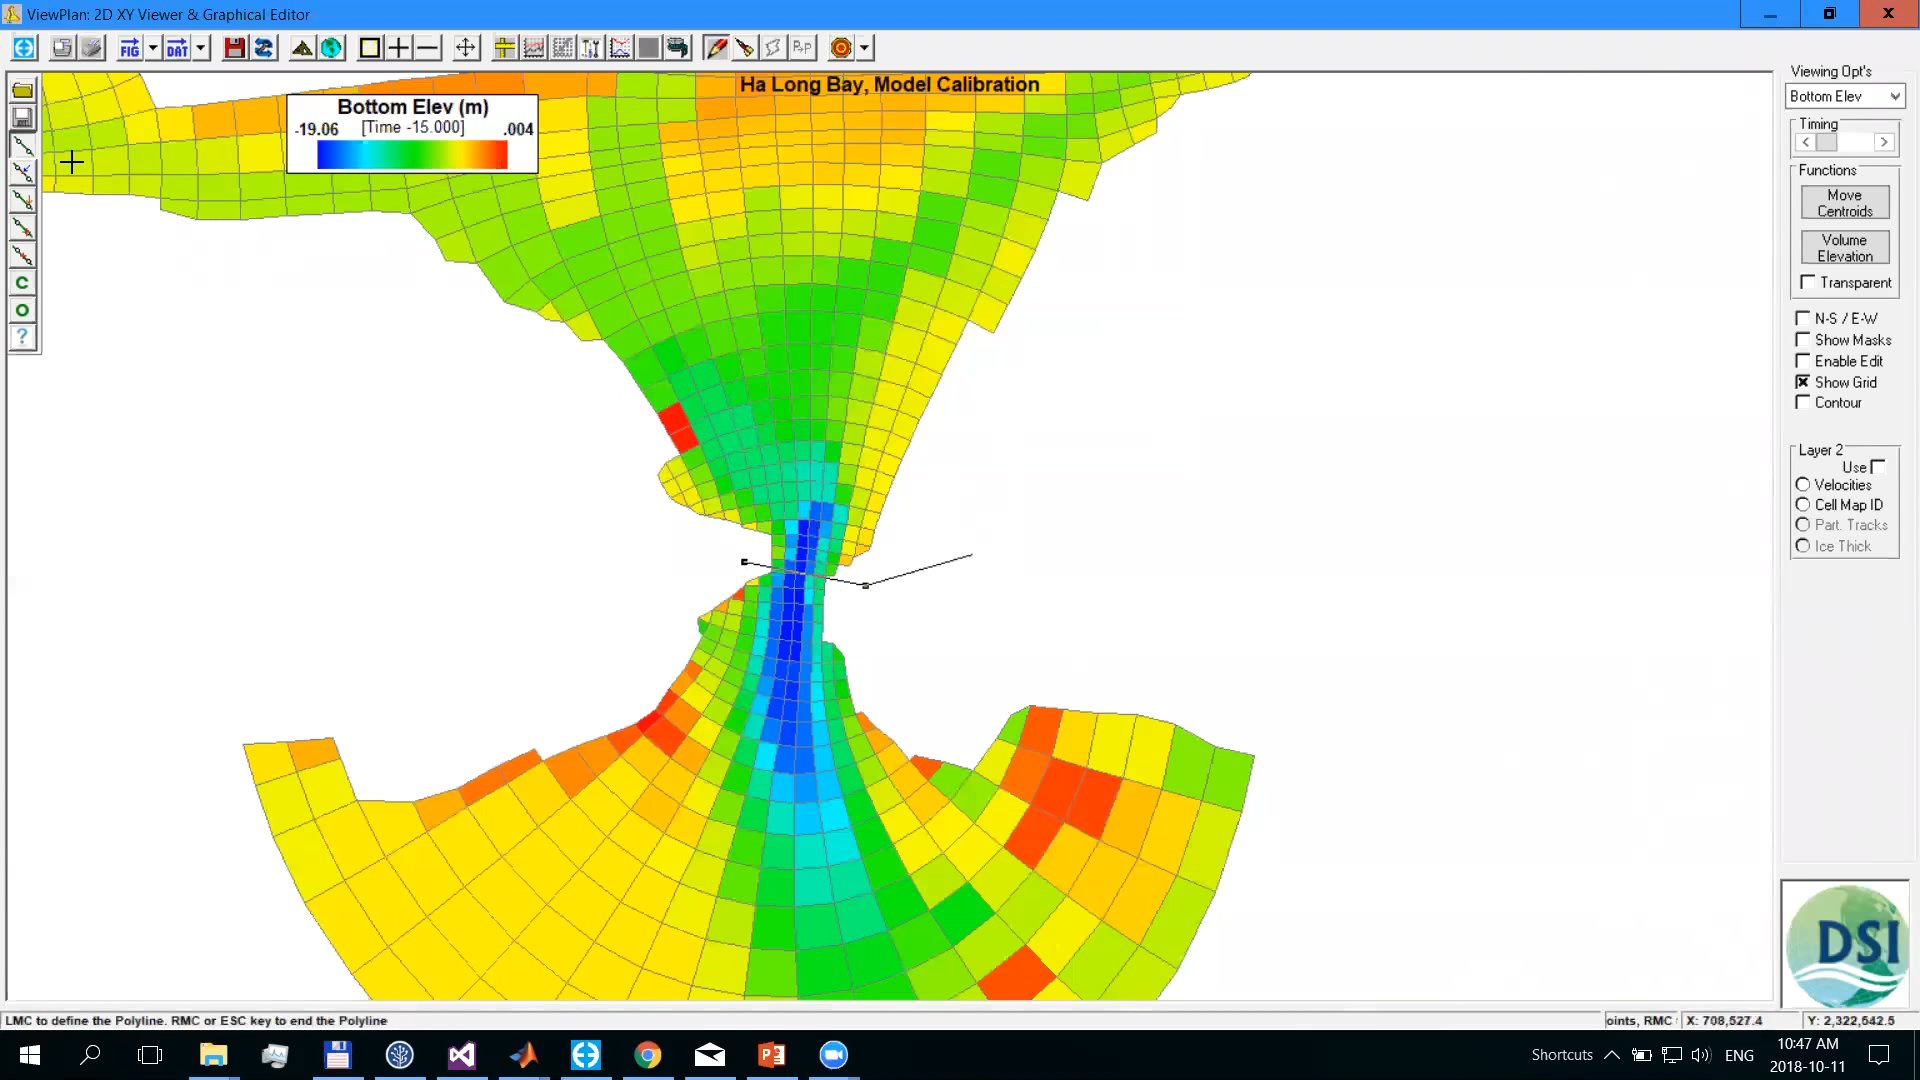 ViewPlan: 2D XY Viewer & Graphical Editor
FIG
DAT
P₂P
Ha Long Bay, Model Calibration
Bottom Elev (m)
-19.06 [Time -15.000] .004
C
O
?
Viewing Opt's
Bottom Elev
Timing
Functions
Move
Centroids
Volume
Elevation
Transparent
N-S / E-W
Show Masks
Enable Edit
Show Grid
Contour
Layer 2
Use
Velocities
Cell Map ID
Part. Tracks
Ice Thick
DSI
LMC to define the Polyline. RMC or ESC key to end the Polyline
oints, RMC
X: 708,527.4
Y: 2,322,542.5
Shortcuts
ENG
10:47 AM
2018-10-11